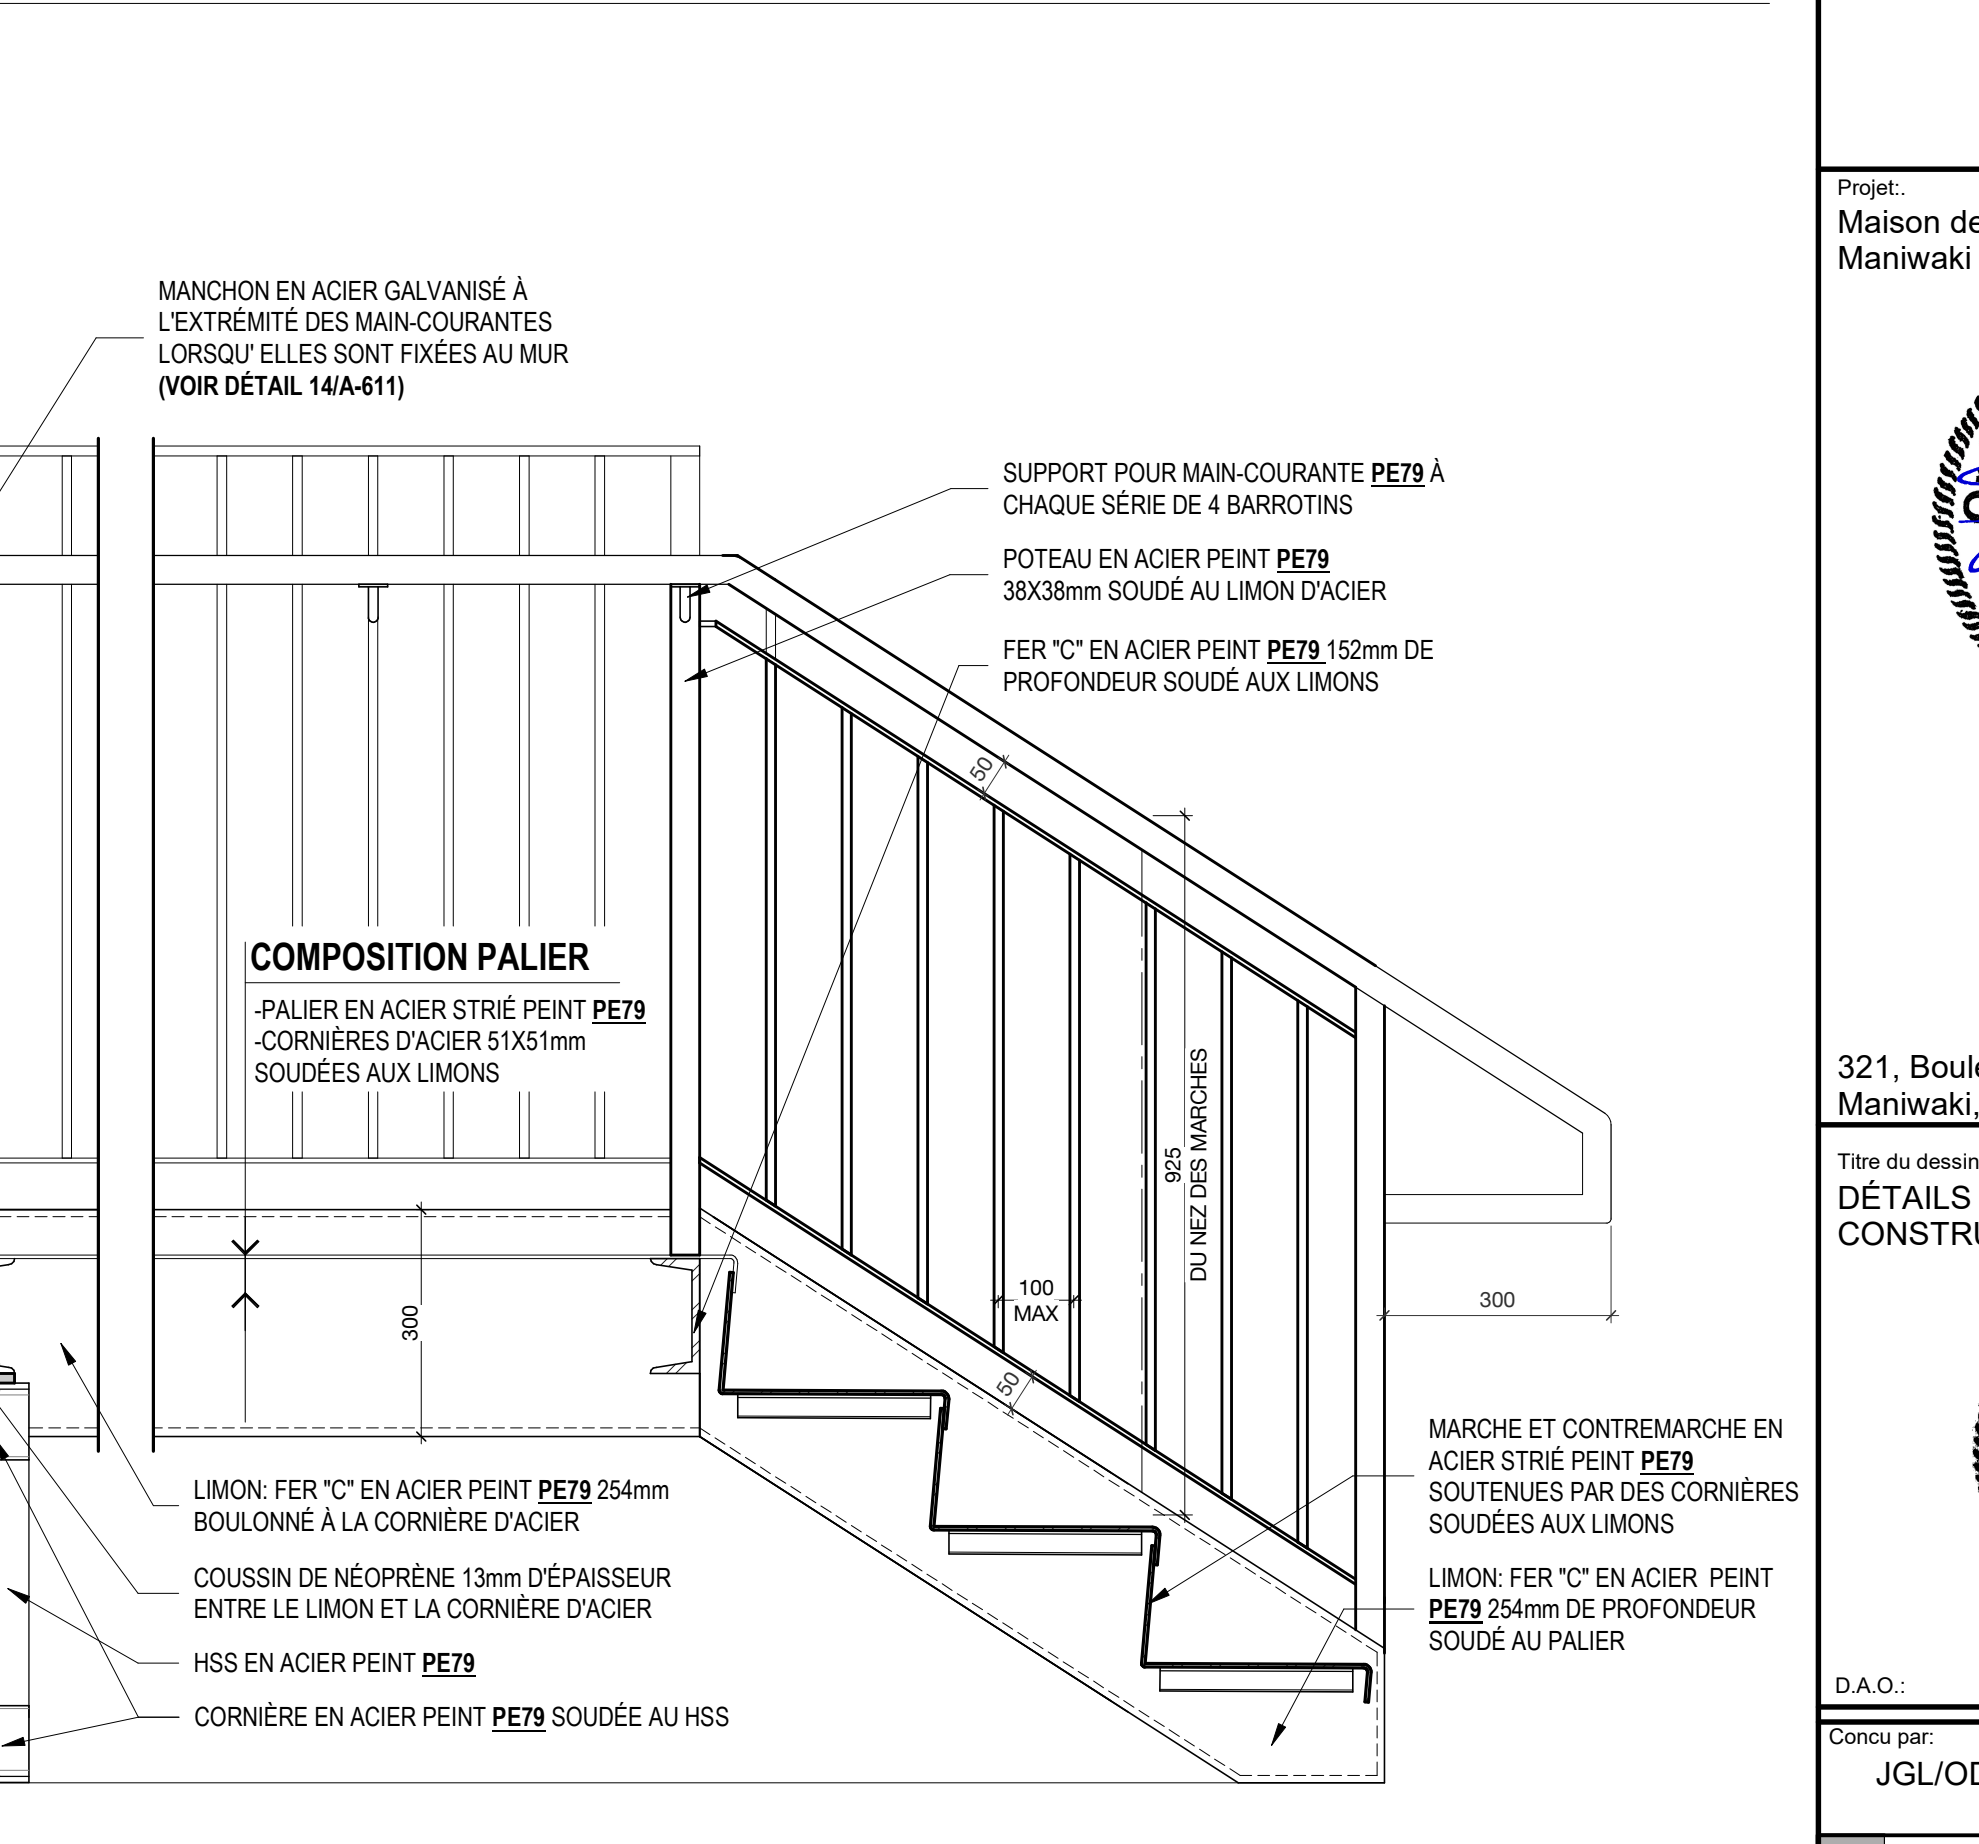 MANCHON EN ACIER GALVANISÉ À
L'EXTRÉMITÉ DES MAIN-COURANTES
LORSQU' ELLES SONT FIXÉES AU MUR
(VOIR DÉTAIL 14/A-611)
SUPPORT POUR MAIN-COURANTE PE79 À
CHAQUE SÉRIE DE 4 BARROTINS
POTEAU EN ACIER PEINT PE79
38X38mm SOUDÉ AU LIMON D'ACIER
FER "C" EN ACIER PEINT PE79 152mm DE
PROFONDEUR SOUDÉ AUX LIMONS
50
COMPOSITION PALIER
-PALIER EN ACIER STRIÉ PEINT PE79
-CORNIÈRES D'ACIER 51X51mm
SOUDÉES AUX LIMONS
925
DU NEZ DES MARCHES
100
MAX
300
300
50
MARCHE ET CONTREMARCHE EN
ACIER STRIÉ PEINT PE79
SOUTENUES PAR DES CORNIÈRES
SOUDÉES AUX LIMONS
LIMON: FER "C" EN ACIER PEINT
PE79 254mm DE PROFONDEUR
SOUDÉ AU PALIER
LIMON: FER "C" EN ACIER PEINT PE79 254mm
BOULONNÉ À LA CORNIÈRE D'ACIER
COUSSIN DE NÉOPRÈNE 13mm D'ÉPAISSEUR
ENTRE LE LIMON ET LA CORNIÈRE D'ACIER
HSS EN ACIER PEINT PE79
CORNIÈRE EN ACIER PEINT PE79 SOUDÉE AU HSS
Projet:.
Maison de
Maniwaki
321, Boule
Maniwaki,
Titre du dessin
DÉTAILS
CONSTRU
D.A.O.:
Concu par:
JGL/OD